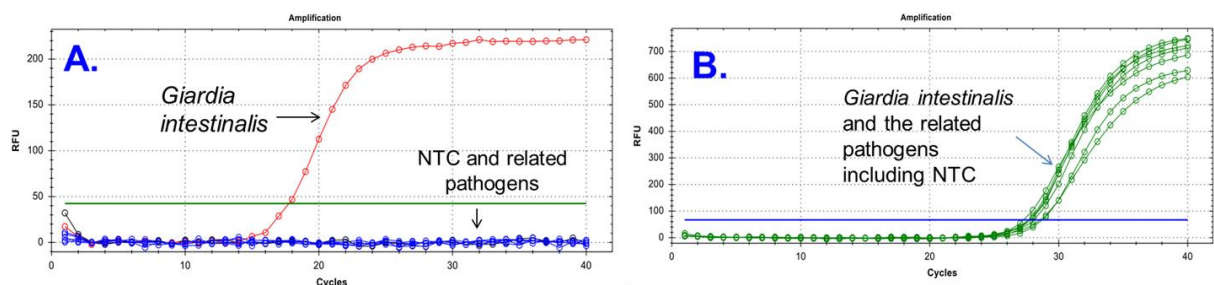 Amplification
A.
Giardia
intestinalis
NTC and related
pathogens
RFU
200
150
100
50
0
0
10
20
30
40
Cycles
Amplification
B.
Giardia intestinalis
and the related
pathogens
including NTC
RFU
700
600
500
400
300
200
100
0
0
10
20
30
40
Cycles